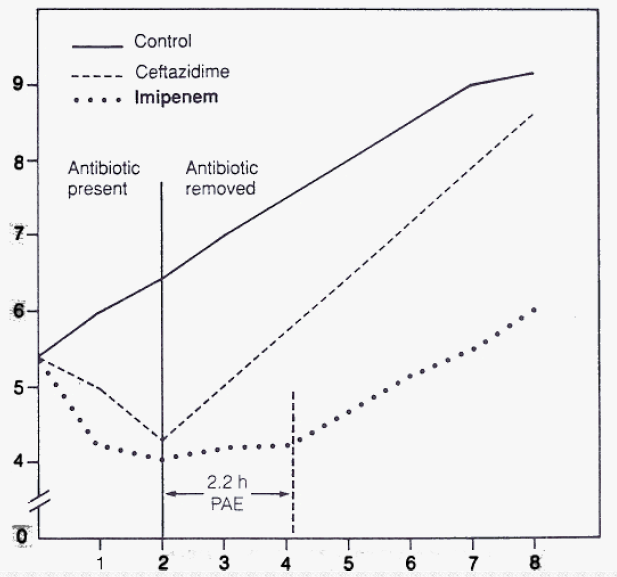 Control
Ceftazidime
Imipenem
9
8
7
6
5
4
0
Antibiotic present
Antibiotic removed
2.2 h
PAE
1 2 3 4 5 6 7 8